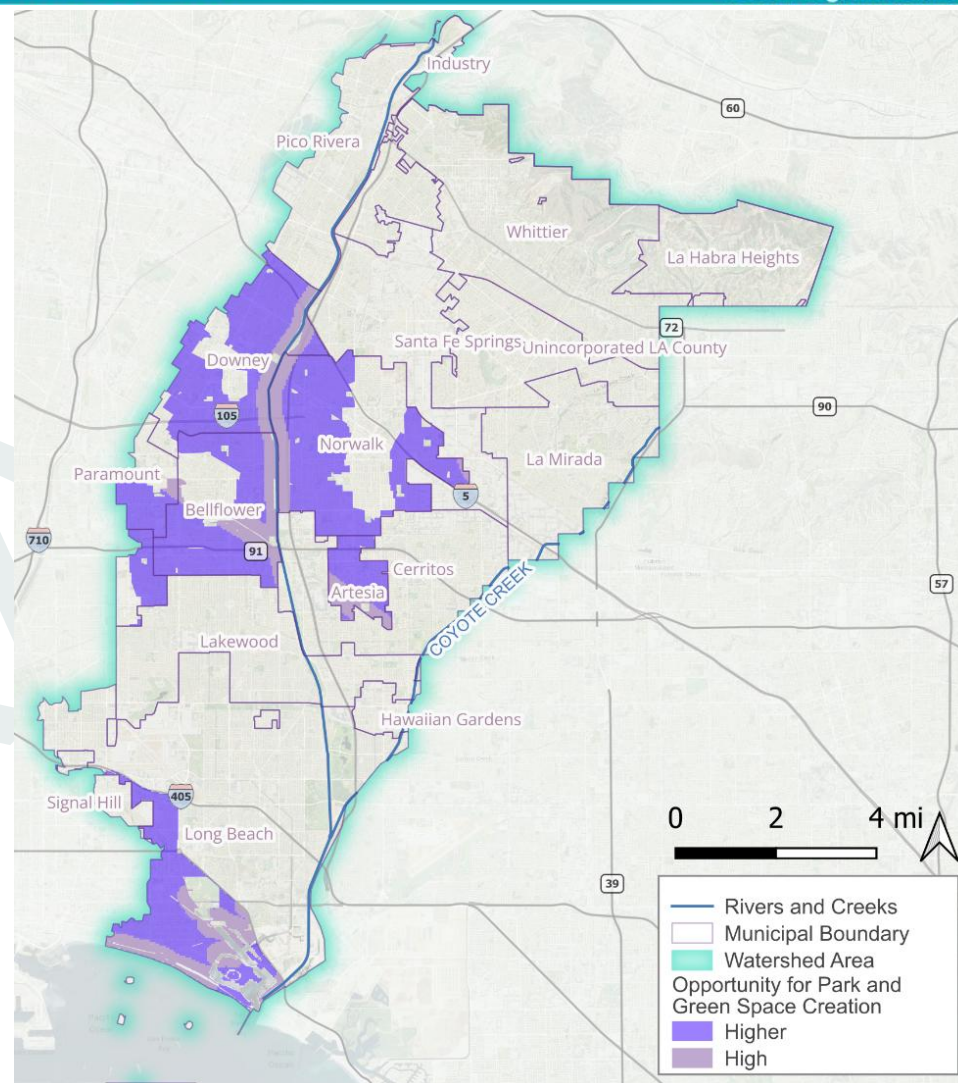 Industry
60
Pico Rivera
Whittier
La Habra Heights
72
Santa Fe Springs
Unincorporated LA County
Downey
90
105
Norwalk
La Mirada
Paramount
5
Bellflower
710
91
Cerritos
57
Artesia
COYOTE CREEK
Lakewood
Hawaiian Gardens
405
Signal Hill
Long Beach
0 2 4 mi
39
Rivers and Creeks
Municipal Boundary
Watershed Area
Opportunity for Park and
Green Space Creation
Higher
High